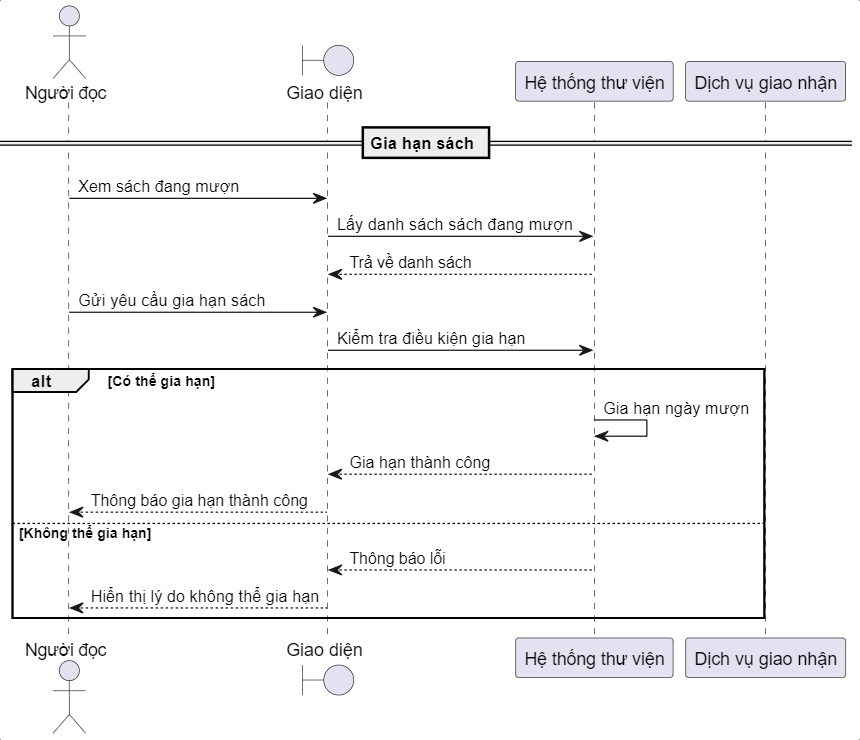 Người đọc
Giao diện
Hệ thống thư viện
Dịch vụ giao nhận
Gia hạn sách
Xem sách đang mượn
Lấy danh sách sách đang mượn
Trả về danh sách
Gửi yêu cầu gia hạn sách
Kiểm tra điều kiện gia hạn
alt
[Có thể gia hạn]
Gia hạn ngày mượn
Gia hạn thành công
Thông báo gia hạn thành công
[Không thể gia hạn]
Thông báo lỗi
Hiển thị lý do không thể gia hạn
Người đọc
Giao diện
Hệ thống thư viện
Dịch vụ giao nhận